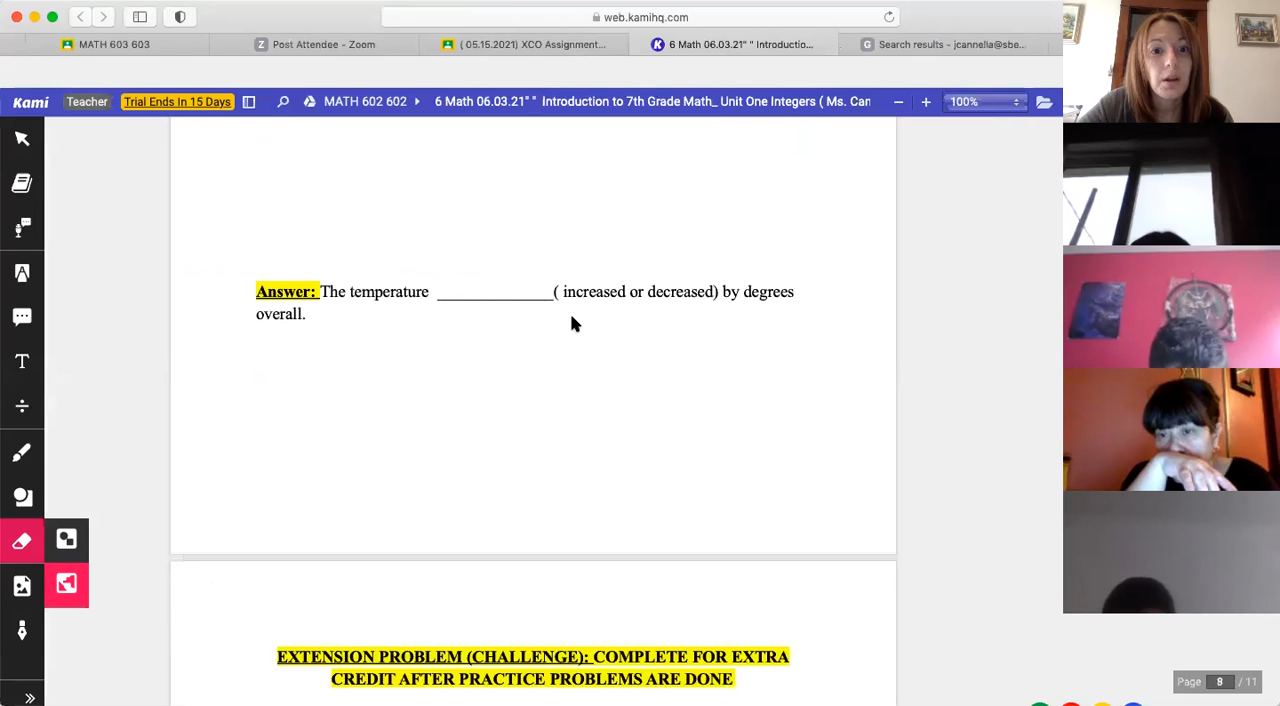 web.kamihq.com
MATH 603 603
Z Post Attendee - Zoom
( 05.15.2021) XCO Assignment...
K 6 Math 06.03.21" " Introductio...
G Search results - jcannella@sbe...
Kami Teacher Trial Ends In 15 Days MATH 602 602 6 Math 06.03.21" " Introduction to 7th Grade Math_ Unit One Integers ( Ms. Can 100%
Answer: The temperature ______________( increased or decreased) by degrees
overall.
EXTENSION PROBLEM (CHALLENGE): COMPLETE FOR EXTRA
CREDIT AFTER PRACTICE PROBLEMS ARE DONE
Page 8 / 11